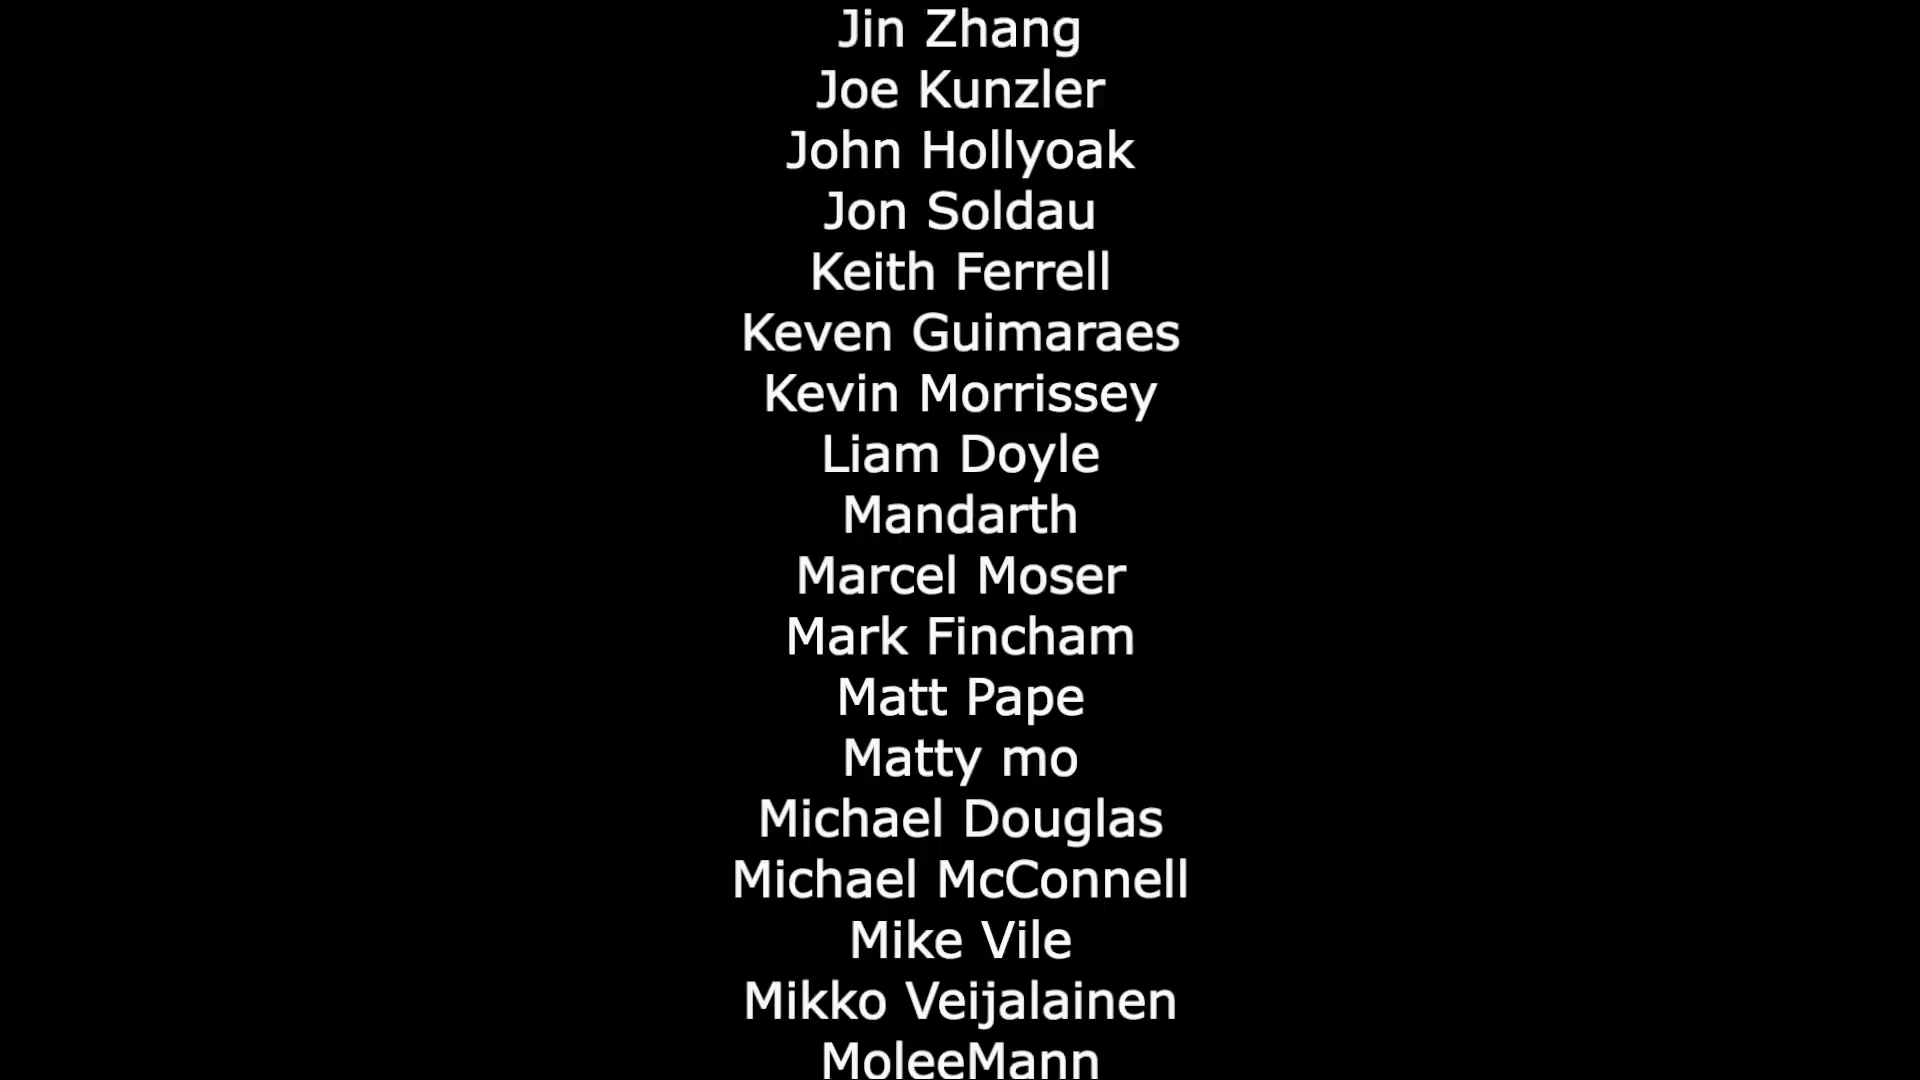 Jin Zhang
Joe Kunzler
John Hollyoak
Jon Soldau
Keith Ferrell
Keven Guimaraes
Kevin Morrissey
Liam Doyle
Mandarth
Marcel Moser
Mark Fincham
Matt Pape
Matty mo
Michael Douglas
Michael McConnell
Mike Vile
Mikko Veijalainen
MoleeMann